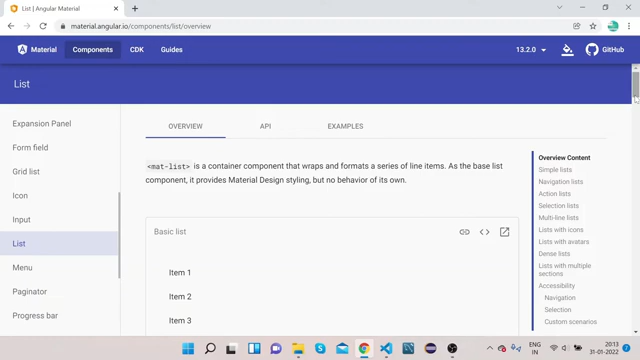 List | Angular Material
material.angular.io/components/list/overview
Material
Components
CDK
Guides
13.2.0
GitHub
List
Expansion Panel
Form field
Grid list
Icon
Input
List
Menu
Paginator
Progress bar
OVERVIEW
API
EXAMPLES
<mat-list> is a container component that wraps and formats a series of line items. As the base list
component, it provides Material Design styling, but no behavior of its own.
Basic list
Item 1
Item 2
Item 3
Overview Content
Simple lists
Navigation lists
Action lists
Selection lists
Multi-line lists
Lists with icons
Lists with avatars
Dense lists
Lists with multiple
sections
Accessibility
Navigation
Selection
Custom scenarios
ENG
IN
20:13
31-01-2022